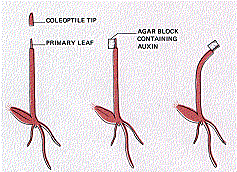 COLEOPTILE TIP
PRIMARY LEAF
AGAR BLOCK
CONTAINING
AUXIN